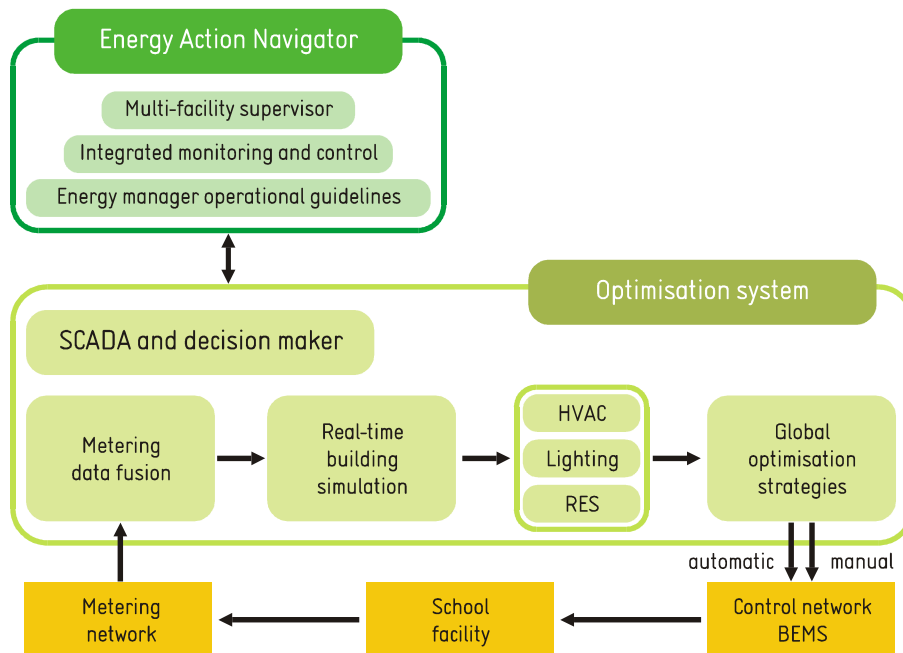 Energy Action Navigator
Multi-facility supervisor
Integrated monitoring and control
Energy manager operational guidelines
Optimisation system
SCADA and decision maker
Metering
data fusion
Real-time
building
simulation
HVAC
Lighting
RES
Global
optimisation
strategies
automatic
manual
Metering
network
School
facility
Control network
BEMS